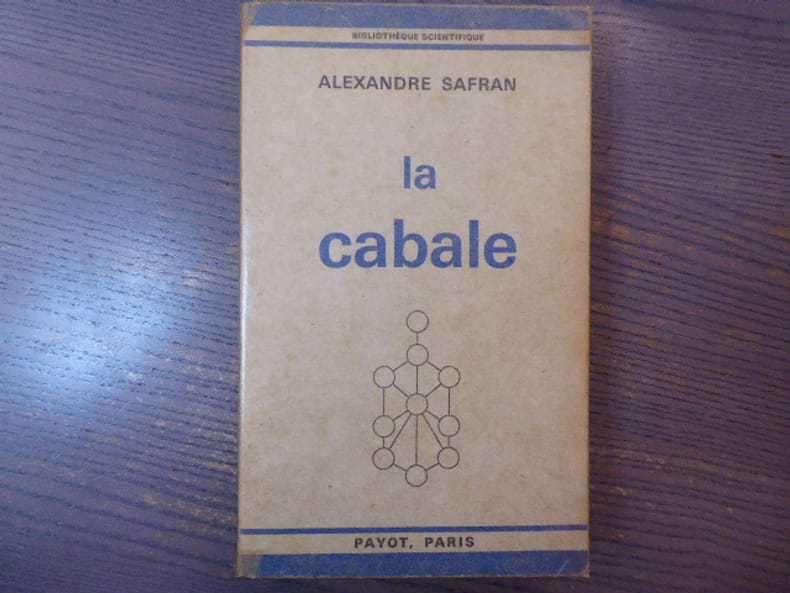 BIBLIOTHÈQUE SCIENTIFIQUE
ALEXANDRE SAFRAN
la
cabale
PAYOT, PARIS